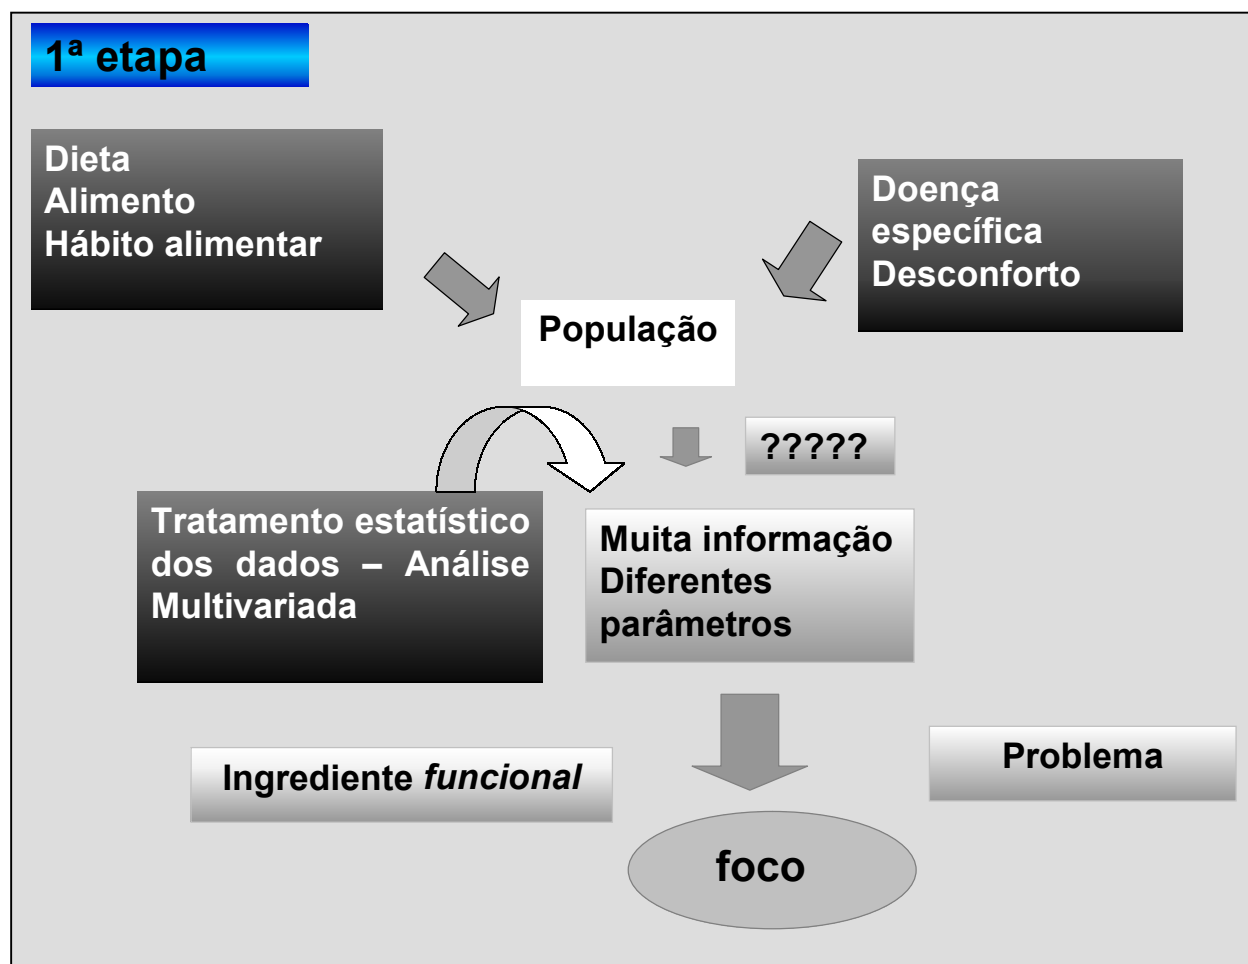 1ª etapa
Dieta
Alimento
Hábito alimentar
Doença
específica
Desconforto
População
?????
Tratamento estatístico
dos dados – Análise
Multivariada
Muita informação
Diferentes
parâmetros
Ingrediente funcional
Problema
foco